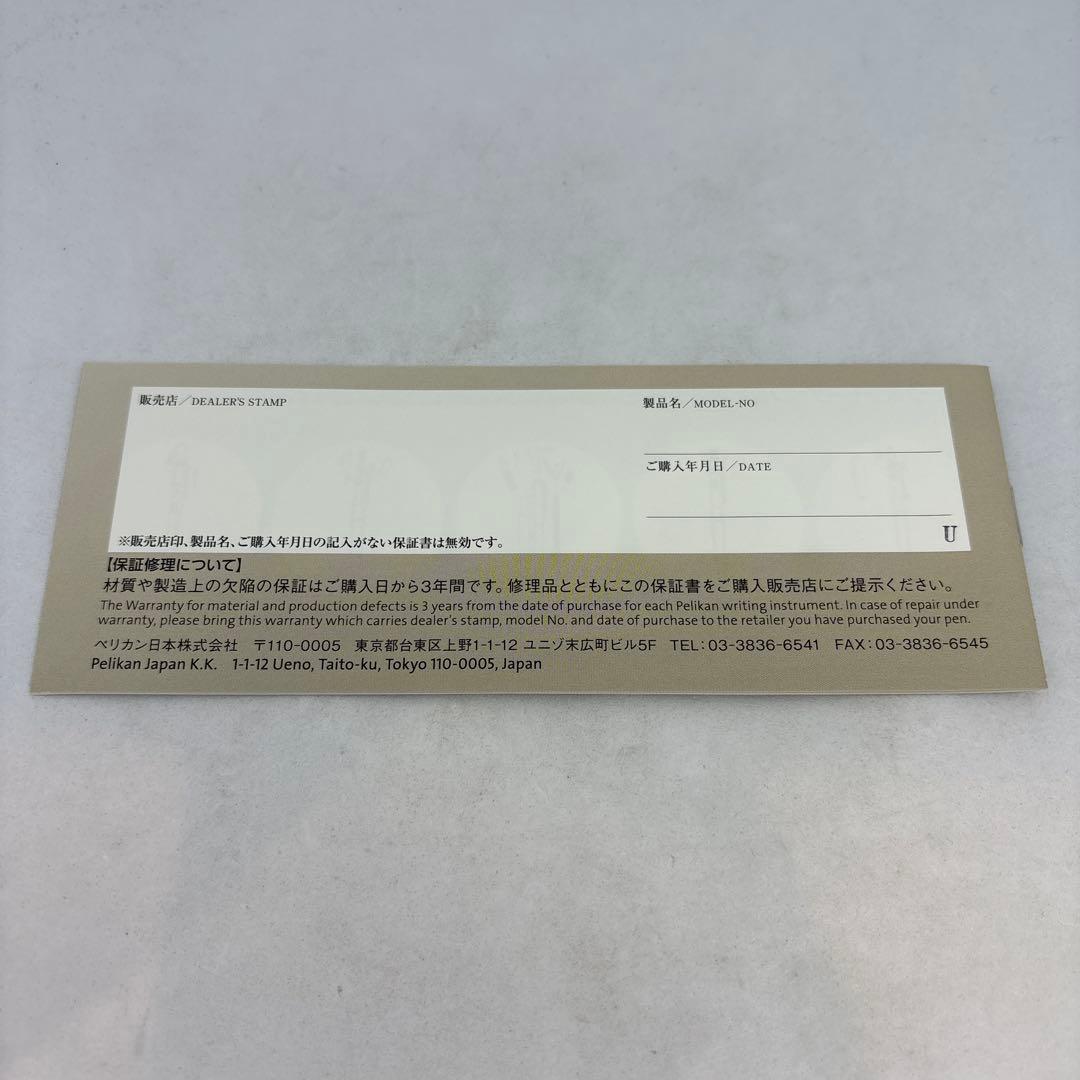 販売店／DEALER'S STAMP
製品名／MODEL-NO
ご購入年月日／DATE
U
※販売店印、製品名、ご購入年月日の記入がない保証書は無効です。
【保証修理について】
材質や製造上の欠陥の保証はご購入日から3年間です。修理品とともにこの保証書をご購入販売店にご提示ください。
The Warranty for material and production defects is 3 years from the date of purchase for each Pelikan writing instrument. In case of repair under
warranty, please bring this warranty which carries dealer's stamp, model No. and date of purchase to the retailer you have purchased your pen.
ペリカン日本株式会社　〒110-0005　東京都台東区上野1-1-12 ユニゾ末広町ビル5F　TEL:03-3836-6541　FAX:03-3836-6545
Pelikan Japan K.K.　1-1-12 Ueno, Taito-ku, Tokyo 110-0005, Japan